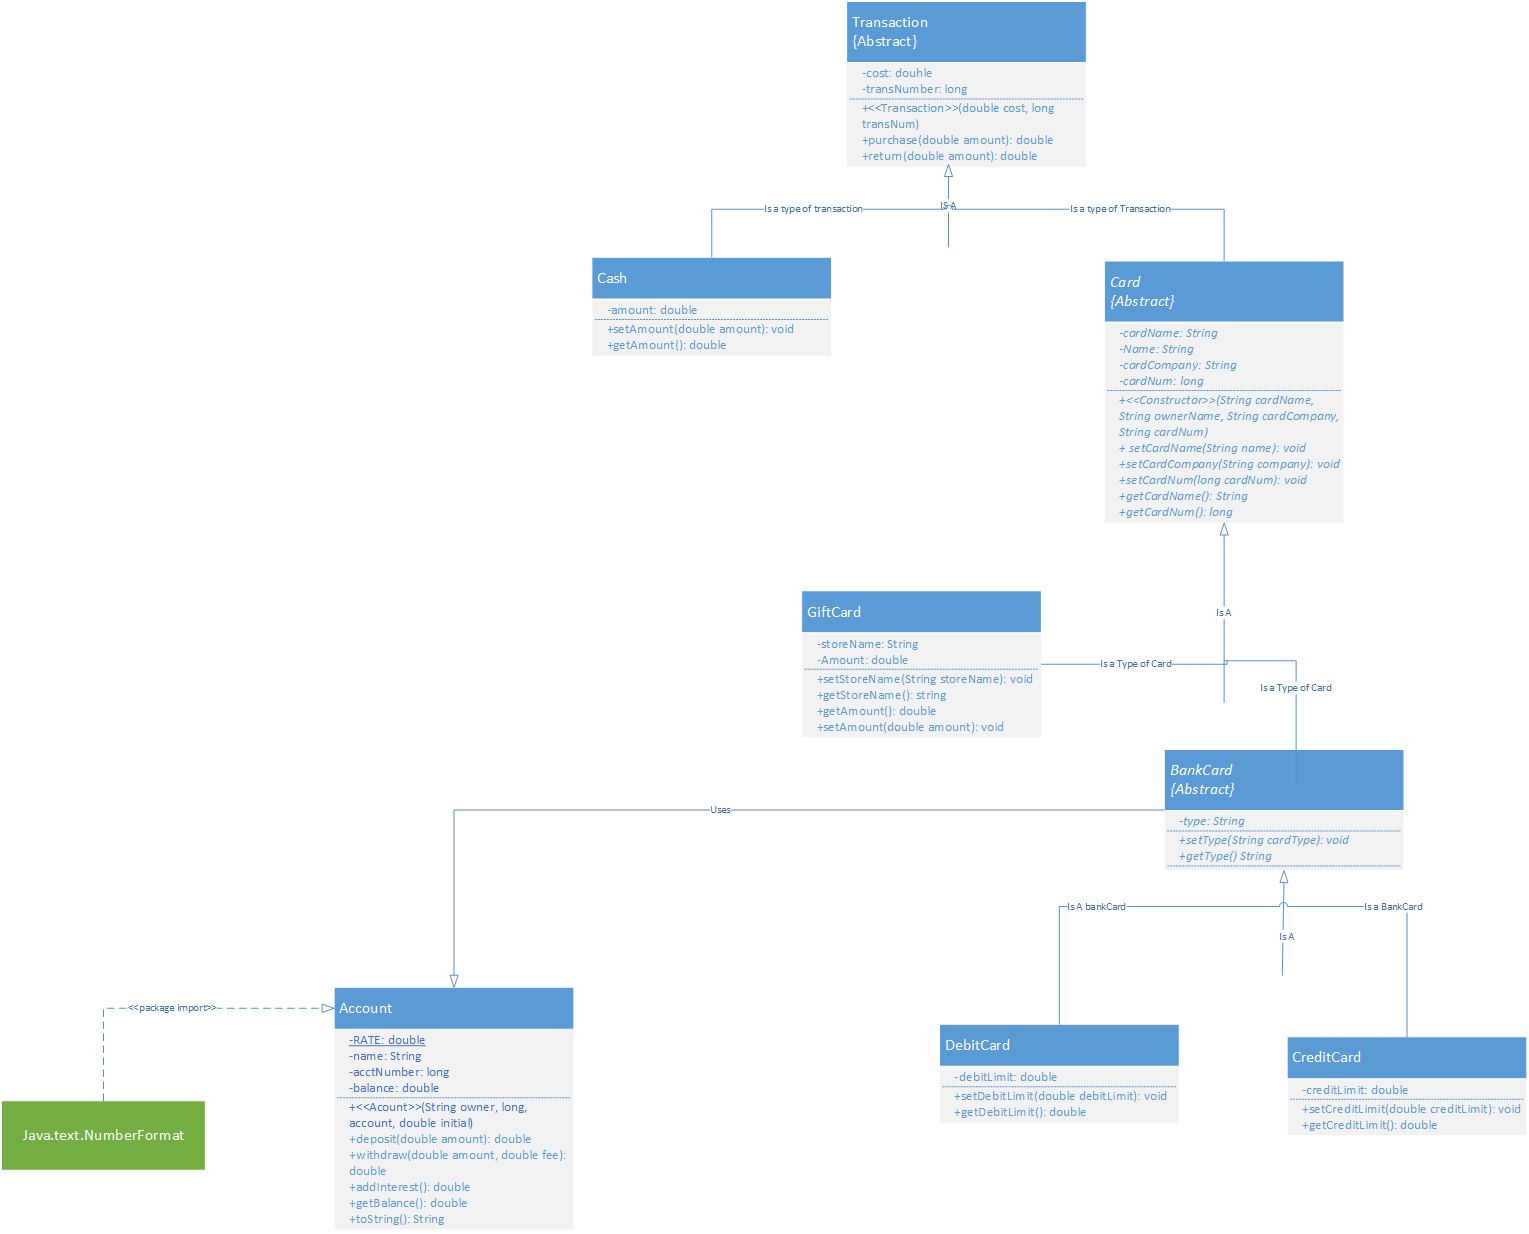 Transaction
{Abstract}
-cost: douhle
-transNumber: long
+<<Transaction>>(double cost, long
transNum)
+purchase(double amount): double
+return(double amount): double
Is a type of transaction
IS A
Is a type of Transaction
Cash
-amount: double
+setAmount(double amount): void
+getAmount(): double
Card
{Abstract}
-cardName: String
-Name: String
-cardCompany: String
-cardNum: long
+<<Constructor>>(String cardName,
String ownerName, String cardCompany,
String cardNum)
+ setCardName(String name): void
+setCardCompany(String company): void
+setCardNum(long cardNum): void
+getCardName(): String
+getCardNum(): long
Is A
GiftCard
-storeName: String
-Amount: double
+setStoreName(String storeName): void
+getStoreName(): string
+getAmount(): double
+setAmount(double amount): void
Is a Type of Card
Is a Type of Card
BankCard
{Abstract}
-type: String
+setType(String cardType): void
+getType() String
Uses
Is A bankCard
Is a BankCard
Is A
<<package import>>
Account
-RATE: double
-name: String
-acctNumber: long
-balance: double
+<<Acount>>(String owner, long,
account, double initial)
+deposit(double amount): double
+withdraw(double amount, double fee):
double
+addInterest(): double
+getBalance(): double
+toString(): String
Java.text.NumberFormat
DebitCard
-debitLimit: double
+setDebitLimit(double debitLimit): void
+getDebitLimit(): double
CreditCard
-creditLimit: double
+setCreditLimit(double creditLimit): void
+getCreditLimit(): double